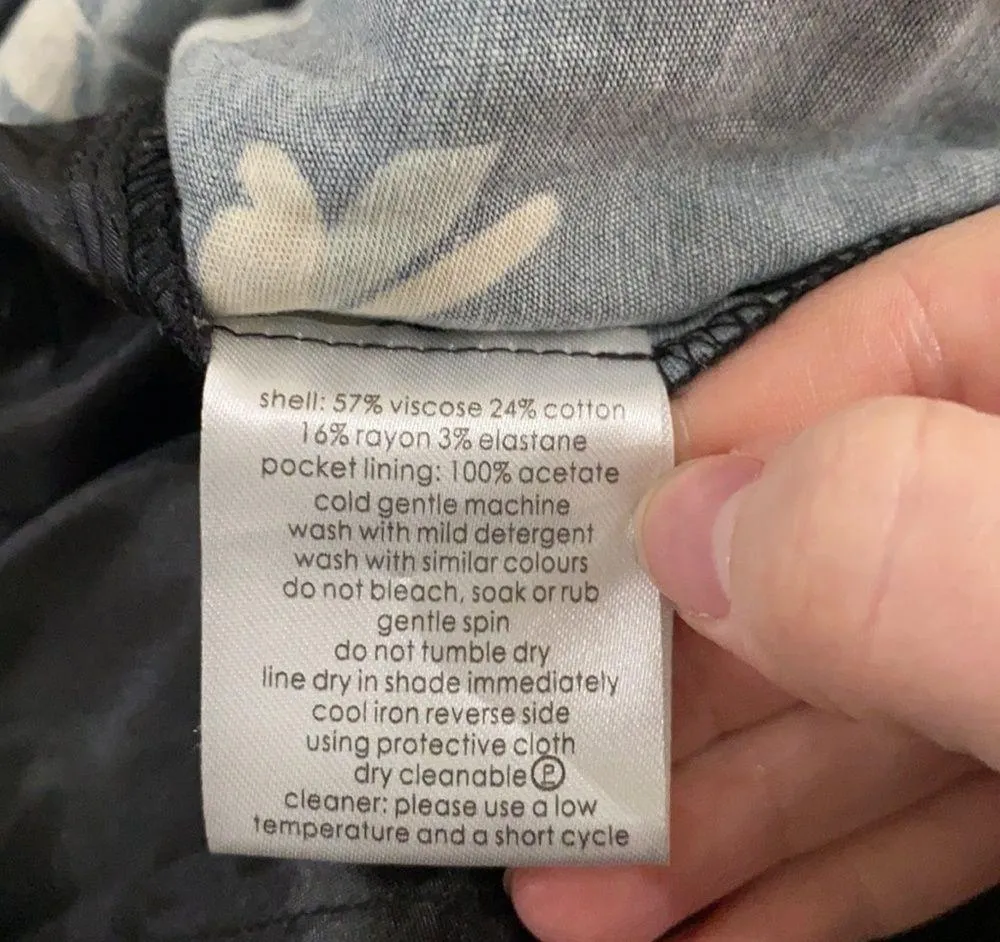 shell: 57% viscose 24% cotton
16% rayon 3% elastane
pocket lining: 100% acetate
cold gentle machine
wash with mild detergent
wash with similar colours
do not bleach, soak or rub
gentle spin
do not tumble dry
line dry in shade immediately
cool iron reverse side
using protective cloth
dry cleanable Ⓟ
cleaner: please use a low
temperature and a short cycle